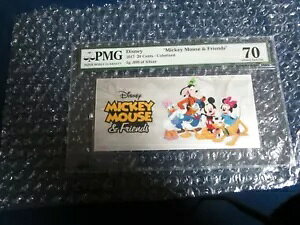 PMG
Disney 'Mickey Mouse & Friends'
2017 20 Cents - Colorized
5g .999 of Silver
70
Disney
MICKEY
MOUSE
& Friends